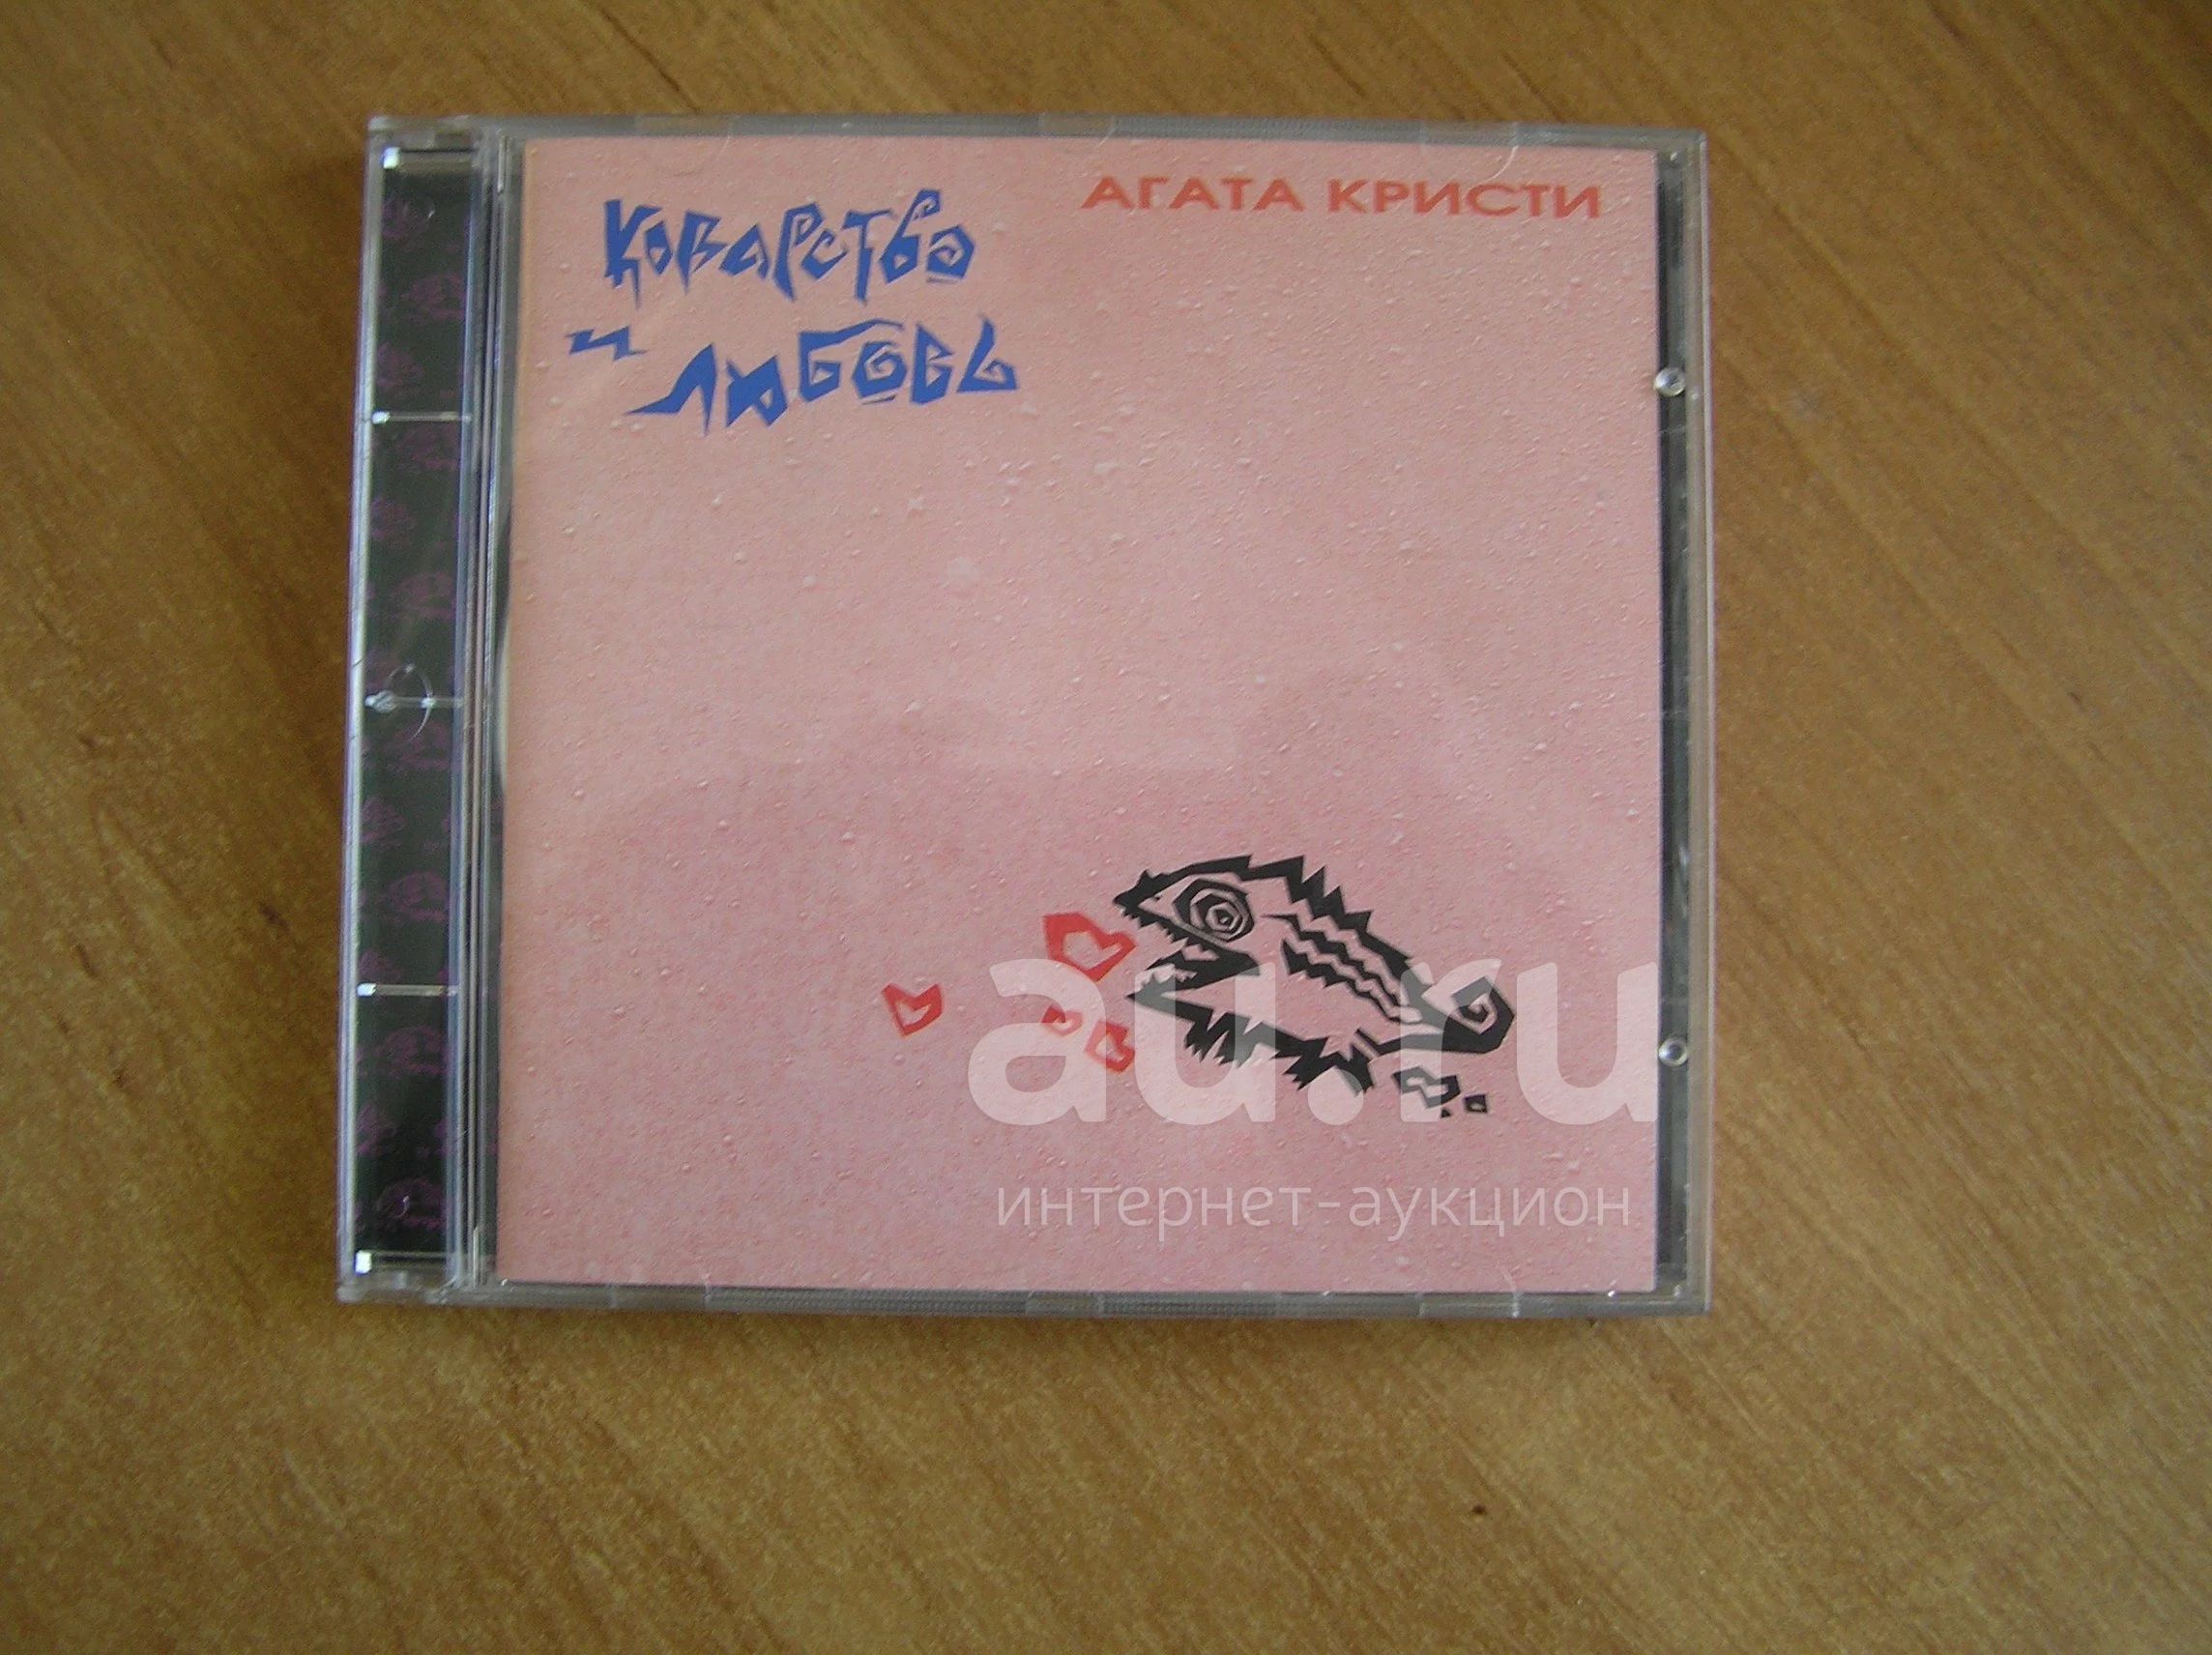 АГАТА КРИСТИ
Коварство
и любовь
au.ru
интернет-аукцион